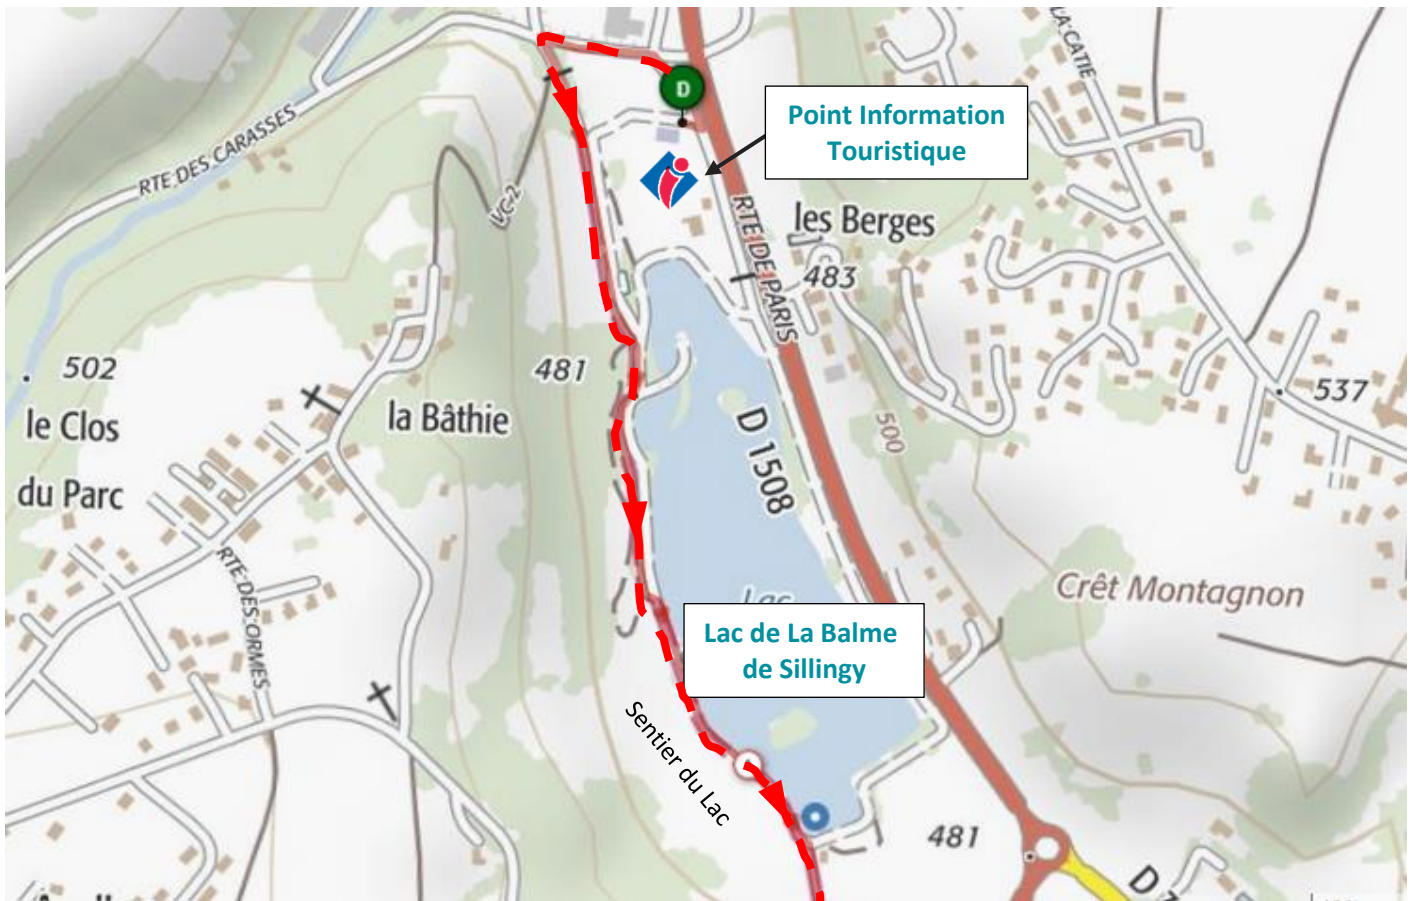 LA CATIE
D
Point Information
Touristique
RTE DES CARASSES
VC 2
RTE DE PARIS
les Berges
483
502
481
537
le Clos
du Parc
la Bâthie
D 1508
500
RTE DES ORMES
Crêt Montagnon
Lac
Lac de La Balme
de Sillingy
Sentier du Lac
481